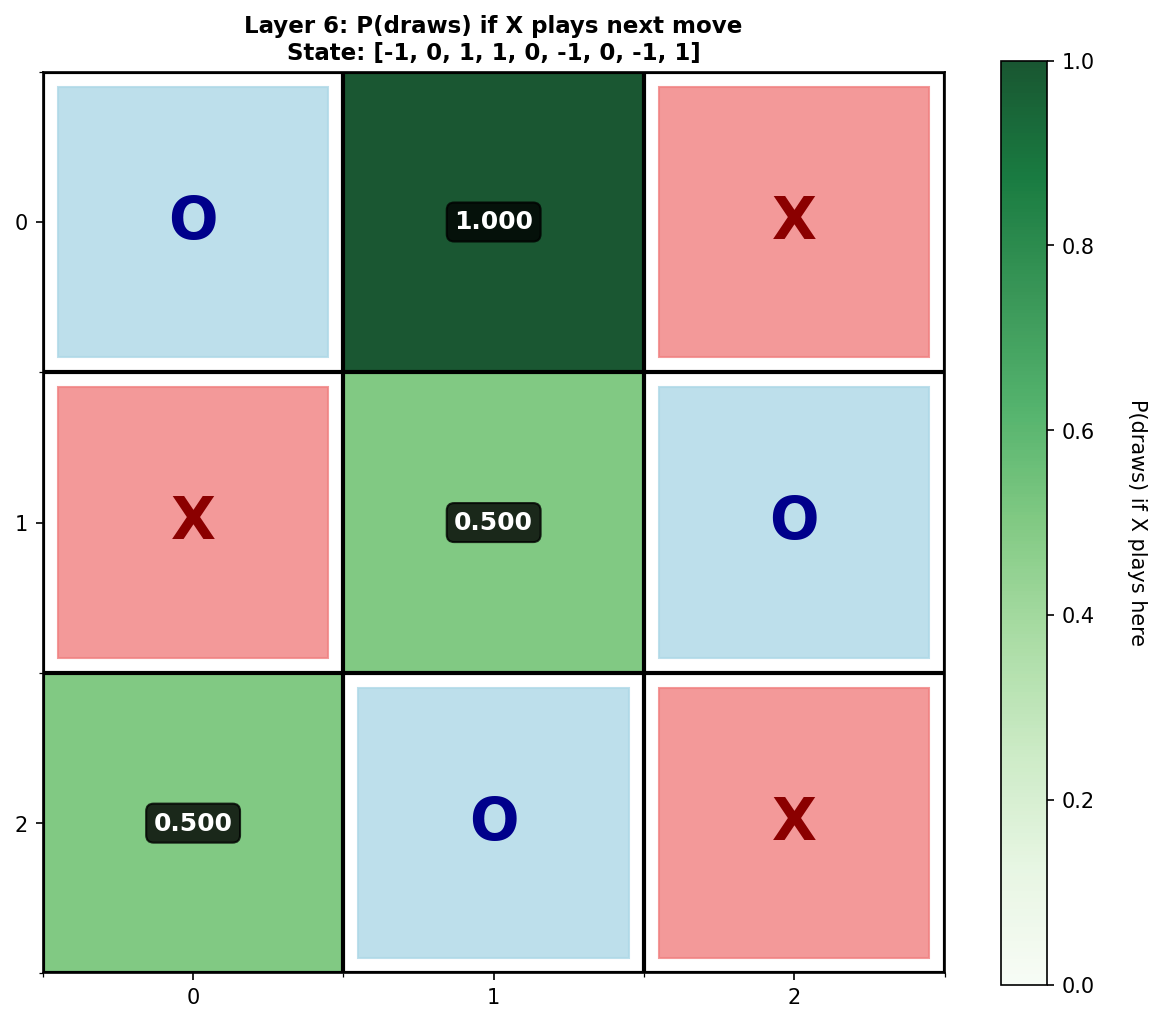 Layer 6: P(draws) if X plays next move
State: [-1, 0, 1, 1, 0, -1, 0, -1, 1]
0
O
1.000
X
1
X
0.500
O
2
0.500
O
X
0
1
2
1.0
0.8
0.6
0.4
0.2
0.0
P(draws) if X plays here